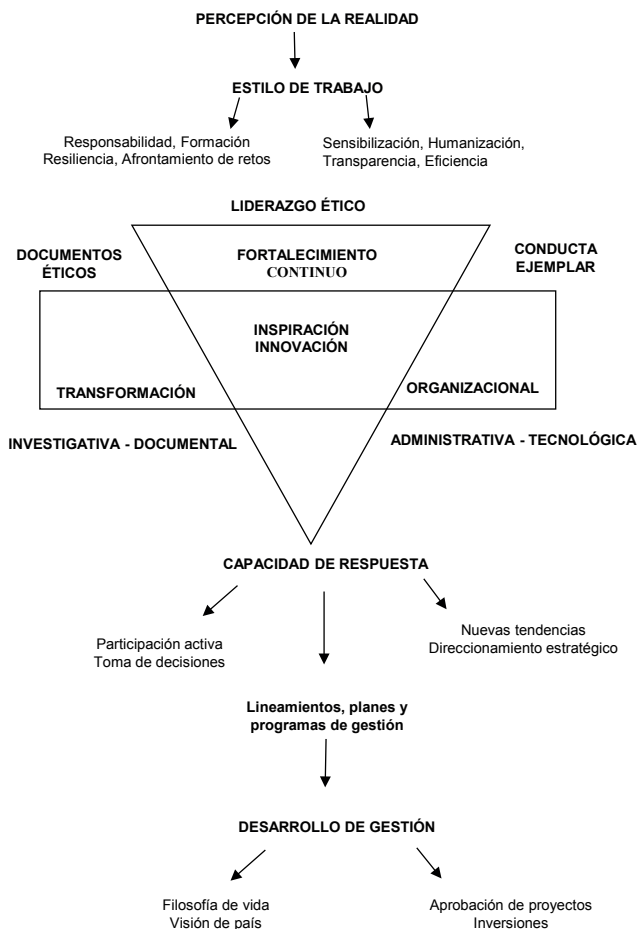 PERCEPCIÓN DE LA REALIDAD
ESTILO DE TRABAJO
Responsabilidad, Formación
Resiliencia, Afrontamiento de retos
Sensibilización, Humanización,
Transparencia, Eficiencia
LIDERAZGO ÉTICO
DOCUMENTOS
ÉTICOS
FORTALECIMIENTO
CONTINUO
CONDUCTA
EJEMPLAR
INSPIRACIÓN
INNOVACIÓN
TRANSFORMACIÓN
ORGANIZACIONAL
INVESTIGATIVA - DOCUMENTAL
ADMINISTRATIVA - TECNOLÓGICA
CAPACIDAD DE RESPUESTA
Participación activa
Toma de decisiones
Nuevas tendencias
Direccionamiento estratégico
Lineamientos, planes y
programas de gestión
DESARROLLO DE GESTIÓN
Filosofía de vida
Visión de país
Aprobación de proyectos
Inversiones